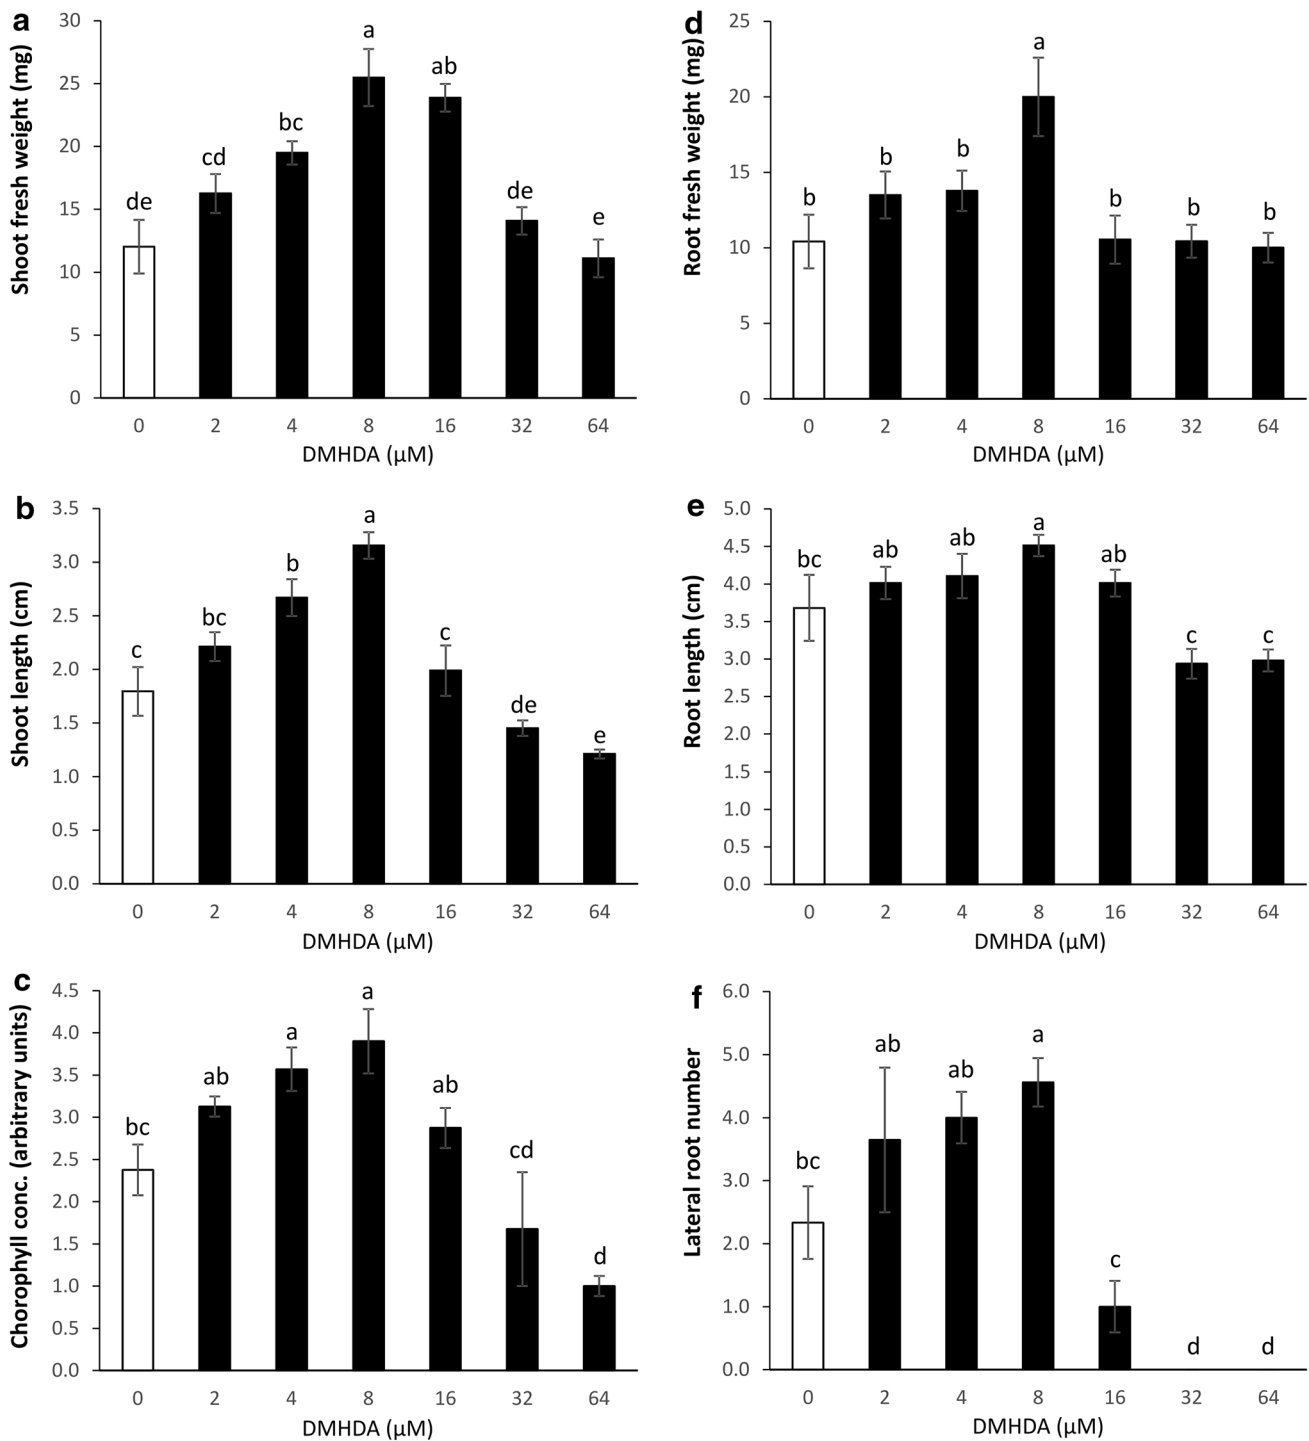 a
Shoot fresh weight (mg)
30
25
20
15
10
5
0
de
cd
bc
a
ab
de
e
0 2 4 8 16 32 64
DMHDA (µM)
d
Root fresh weight (mg)
25
20
15
10
5
0
b
b
b
a
b
b
b
0 2 4 8 16 32 64
DMHDA (µM)
b
Shoot length (cm)
3.5
3.0
2.5
2.0
1.5
1.0
0.5
0.0
c
bc
b
a
c
de
e
0 2 4 8 16 32 64
DMHDA (µM)
e
Root length (cm)
5.0
4.5
4.0
3.5
3.0
2.5
2.0
1.5
1.0
0.5
0.0
bc
ab
ab
a
ab
c
c
0 2 4 8 16 32 64
DMHDA (µM)
c
Chorophyll conc. (arbitrary units)
4.5
4.0
3.5
3.0
2.5
2.0
1.5
1.0
0.5
0.0
bc
ab
a
a
ab
cd
d
0 2 4 8 16 32 64
DMHDA (µM)
f
Lateral root number
6.0
5.0
4.0
3.0
2.0
1.0
0.0
bc
ab
ab
a
c
d
d
0 2 4 8 16 32 64
DMHDA (µM)